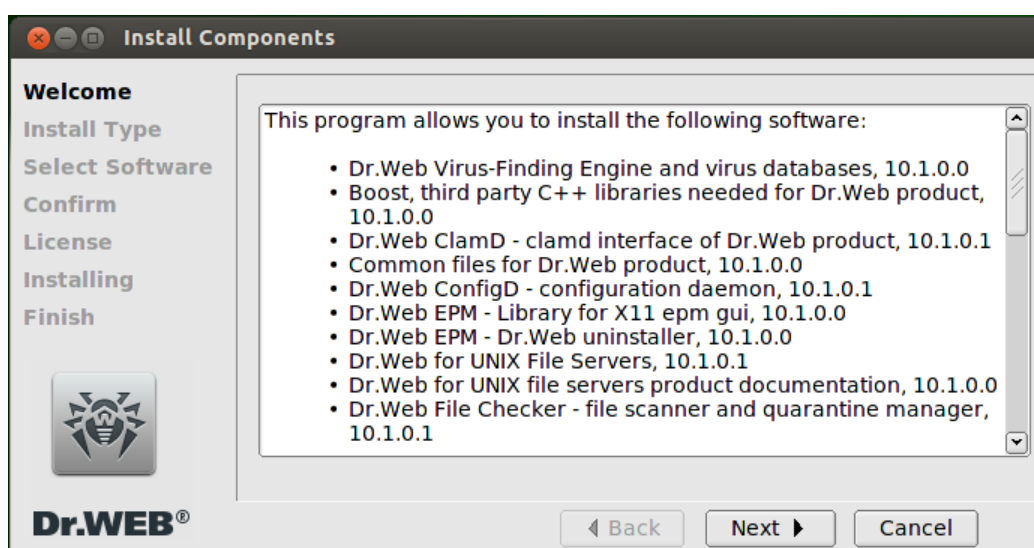 Install Components
Welcome
Install Type
Select Software
Confirm
License
Installing
Finish
Dr.WEB®
This program allows you to install the following software:
• Dr.Web Virus-Finding Engine and virus databases, 10.1.0.0
• Boost, third party C++ libraries needed for Dr.Web product,
10.1.0.0
• Dr.Web ClamD - clamd interface of Dr.Web product, 10.1.0.1
• Common files for Dr.Web product, 10.1.0.0
• Dr.Web ConfigD - configuration daemon, 10.1.0.1
• Dr.Web EPM - Library for X11 epm gui, 10.1.0.0
• Dr.Web EPM - Dr.Web uninstaller, 10.1.0.0
• Dr.Web for UNIX File Servers, 10.1.0.1
• Dr.Web for UNIX file servers product documentation, 10.1.0.0
• Dr.Web File Checker - file scanner and quarantine manager,
10.1.0.1
Back Next Cancel